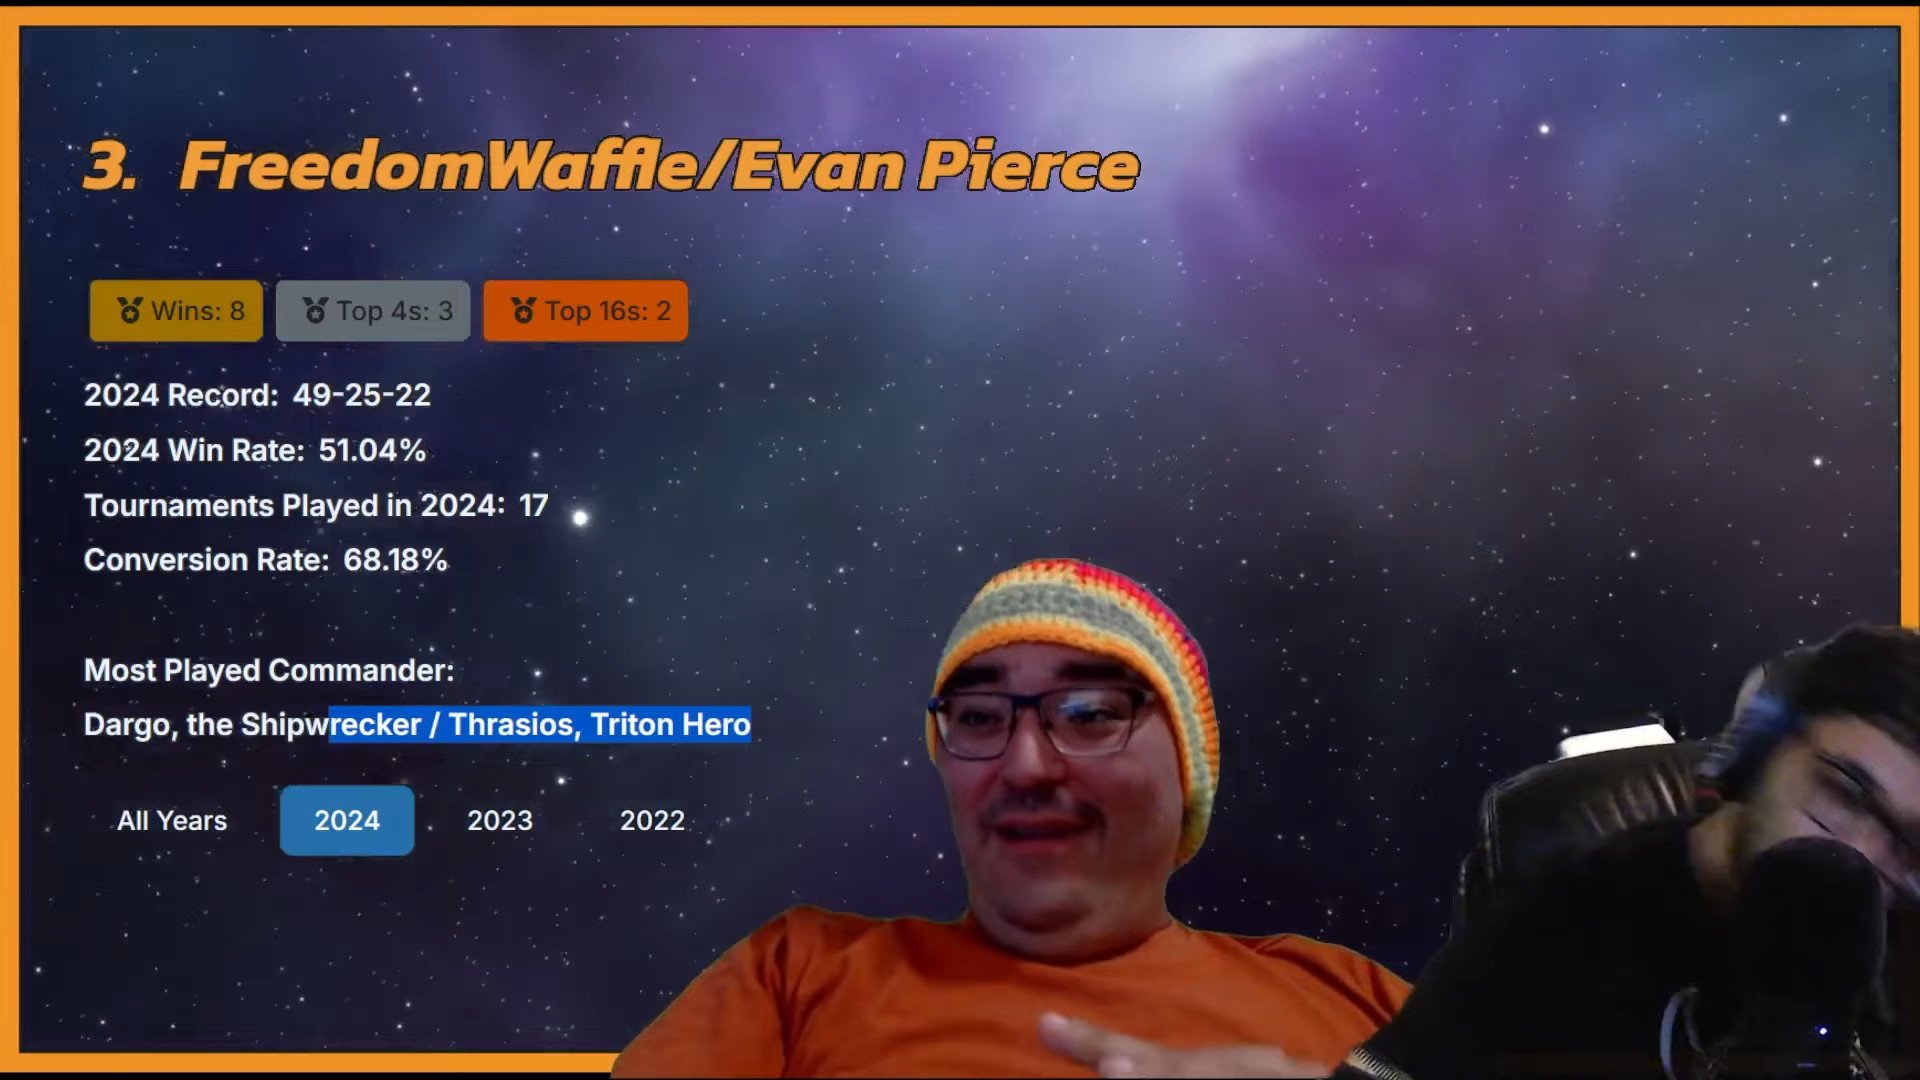 3. FreedomWaffle/Evan Pierce
Wins: 8 Top 4s: 3 Top 16s: 2
2024 Record: 49-25-22
2024 Win Rate: 51.04%
Tournaments Played in 2024: 17
Conversion Rate: 68.18%
Most Played Commander:
Dargo, the Shipwrecker / Thrasios, Triton Hero
All Years 2024 2023 2022